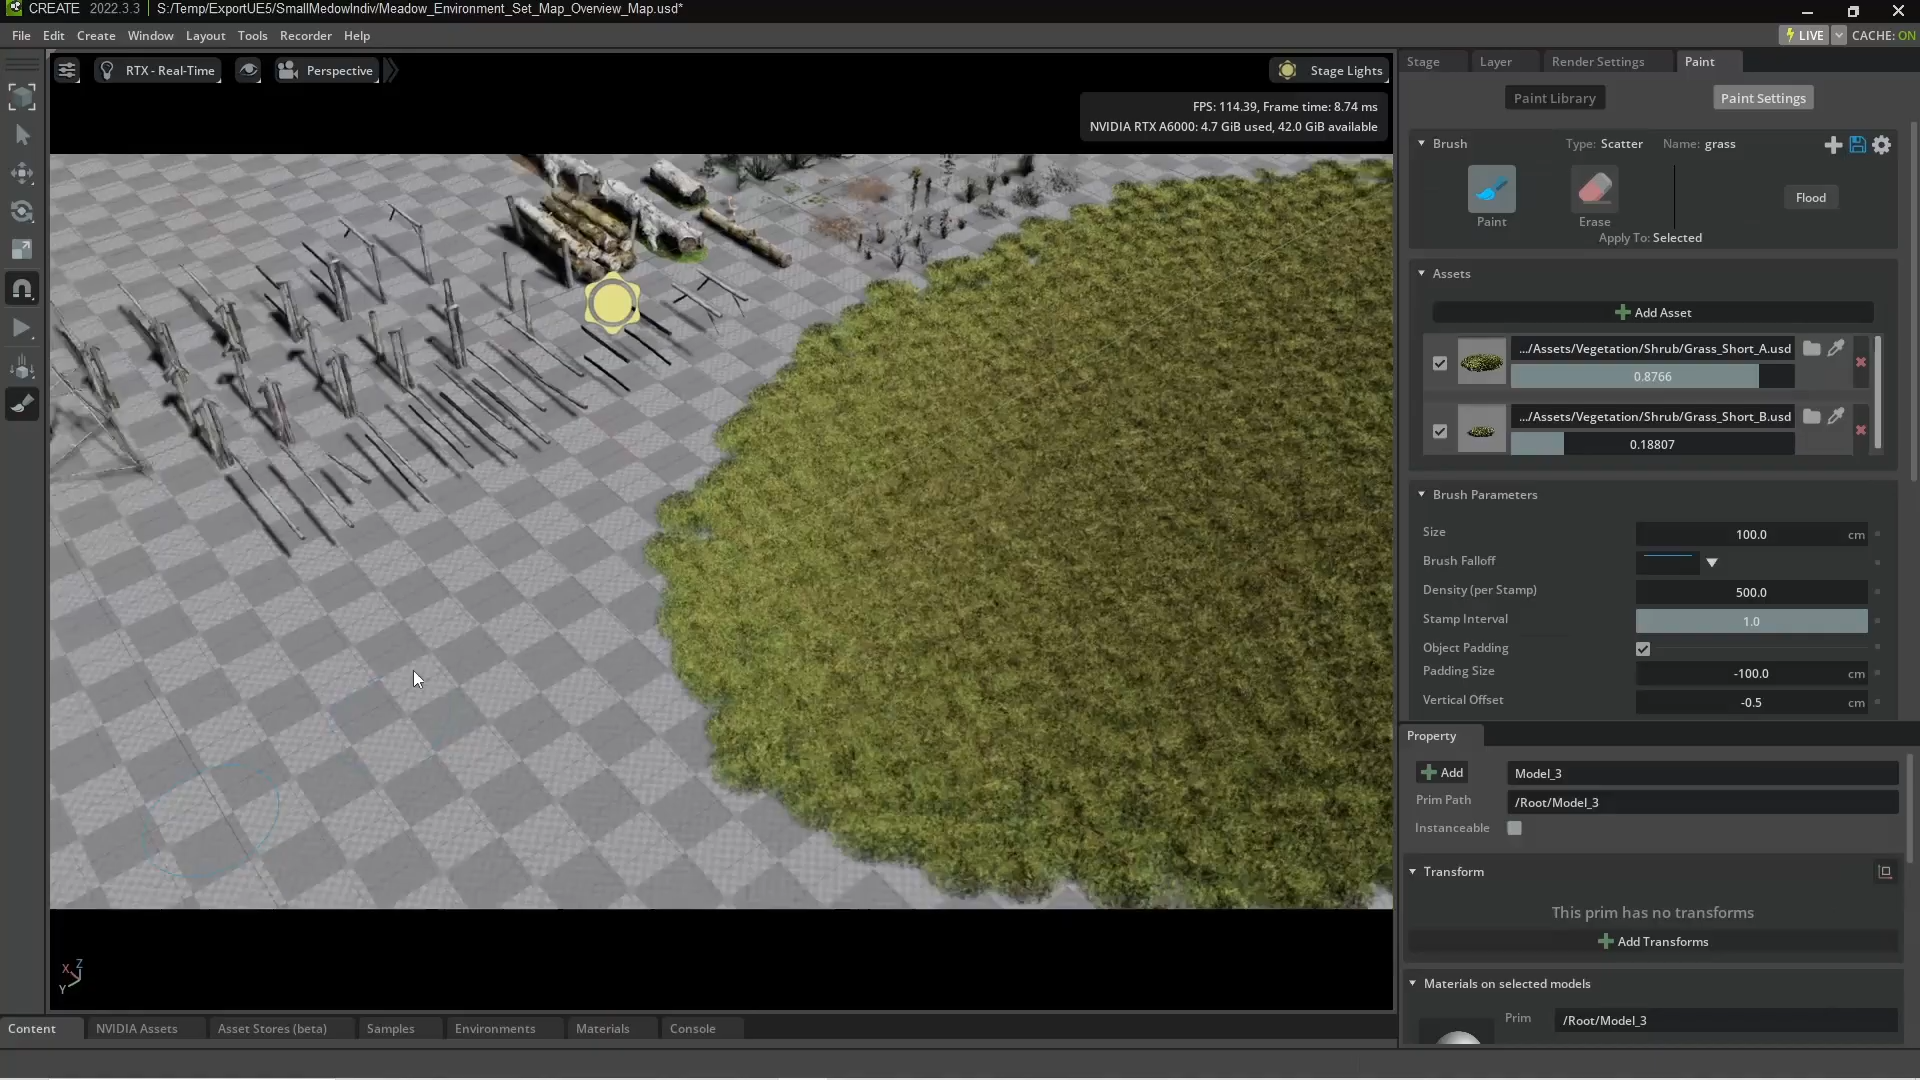 CREATE 2022.3.3 | S:/Temp/ExportUE5/SmallMedowIndiv/Meadow_Environment_Set_Map_Overview_Map.usd*
File Edit Create Window Layout Tools Recorder Help LIVE CACHE: ON
RTX - Real-Time Perspective Stage Lights
FPS: 114.39, Frame time: 8.74 ms
NVIDIA RTX A6000: 4.7 GiB used, 42.0 GiB available
Stage Layer Render Settings Paint
Paint Library Paint Settings
Brush Type: Scatter Name: grass
Paint Erase Flood
Apply To: Selected
Assets
Add Asset
.../Assets/Vegetation/Shrub/Grass_Short_A.usd
0.8766
.../Assets/Vegetation/Shrub/Grass_Short_B.usd
0.18807
Brush Parameters
Size 100.0 cm
Brush Falloff
Density (per Stamp) 500.0
Stamp Interval 1.0
Object Padding
Padding Size -100.0 cm
Vertical Offset -0.5 cm
Property
Add Model_3
Prim Path /Root/Model_3
Instanceable
Transform
This prim has no transforms
Add Transforms
Materials on selected models
Prim /Root/Model_3
X Z
Y
Content NVIDIA Assets Asset Stores (beta) Samples Environments Materials Console